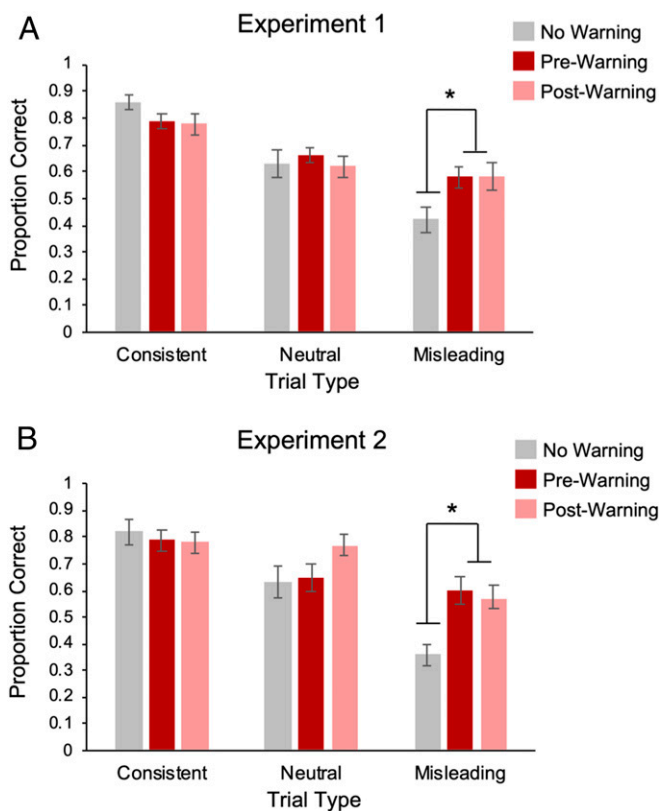 A
Experiment 1
No Warning
Pre-Warning
Post-Warning
Proportion Correct
1
0.9
0.8
0.7
0.6
0.5
0.4
0.3
0.2
0.1
0
*
Consistent Neutral Misleading
Trial Type
B
Experiment 2
No Warning
Pre-Warning
Post-Warning
Proportion Correct
1
0.9
0.8
0.7
0.6
0.5
0.4
0.3
0.2
0.1
0
*
Consistent Neutral Misleading
Trial Type